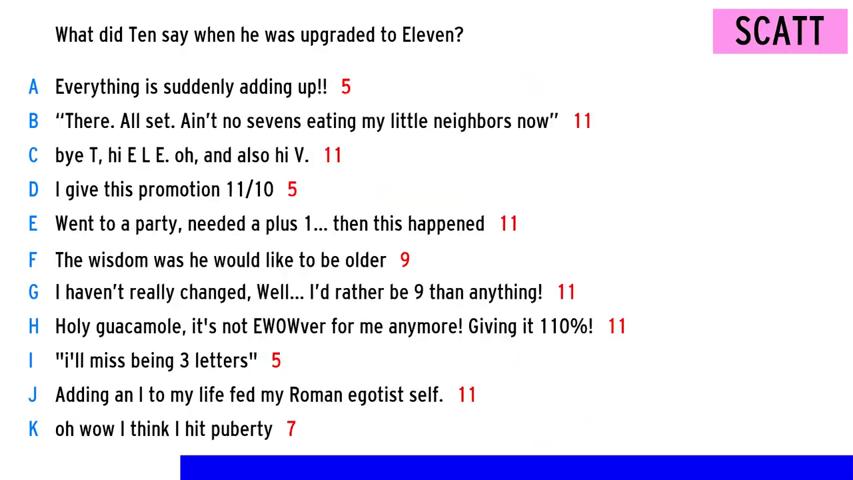 What did Ten say when he was upgraded to Eleven?
SCATT
A Everything is suddenly adding up!! 5
B “There. All set. Ain’t no sevens eating my little neighbors now” 11
C bye T, hi E L E. oh, and also hi V. 11
D I give this promotion 11/10 5
E Went to a party, needed a plus 1... then this happened 11
F The wisdom was he would like to be older 9
G I haven’t really changed, Well... I’d rather be 9 than anything! 11
H Holy guacamole, it's not EWOWver for me anymore! Giving it 110%! 11
I "i'll miss being 3 letters" 5
J Adding an I to my life fed my Roman egotist self. 11
K oh wow I think I hit puberty 7